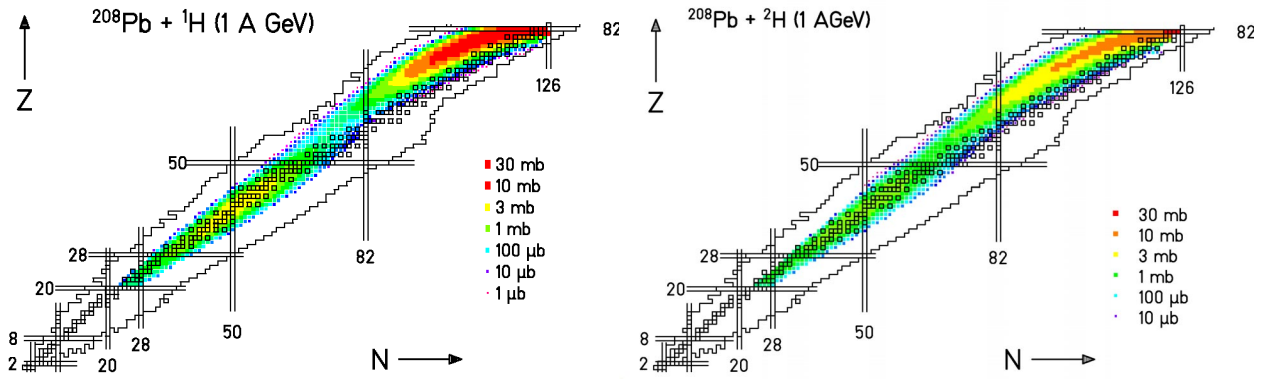 ²⁰⁸Pb + ¹H (1 A GeV)
82
126
Z
50
30 mb
10 mb
3 mb
1 mb
100 μb
10 μb
1 μb
28
82
20
50
8
28
2
20
N
²⁰⁸Pb + ²H (1 AGeV)
82
126
Z
50
30 mb
10 mb
3 mb
1 mb
100 μb
10 μb
28
82
20
50
8
28
2
20
N